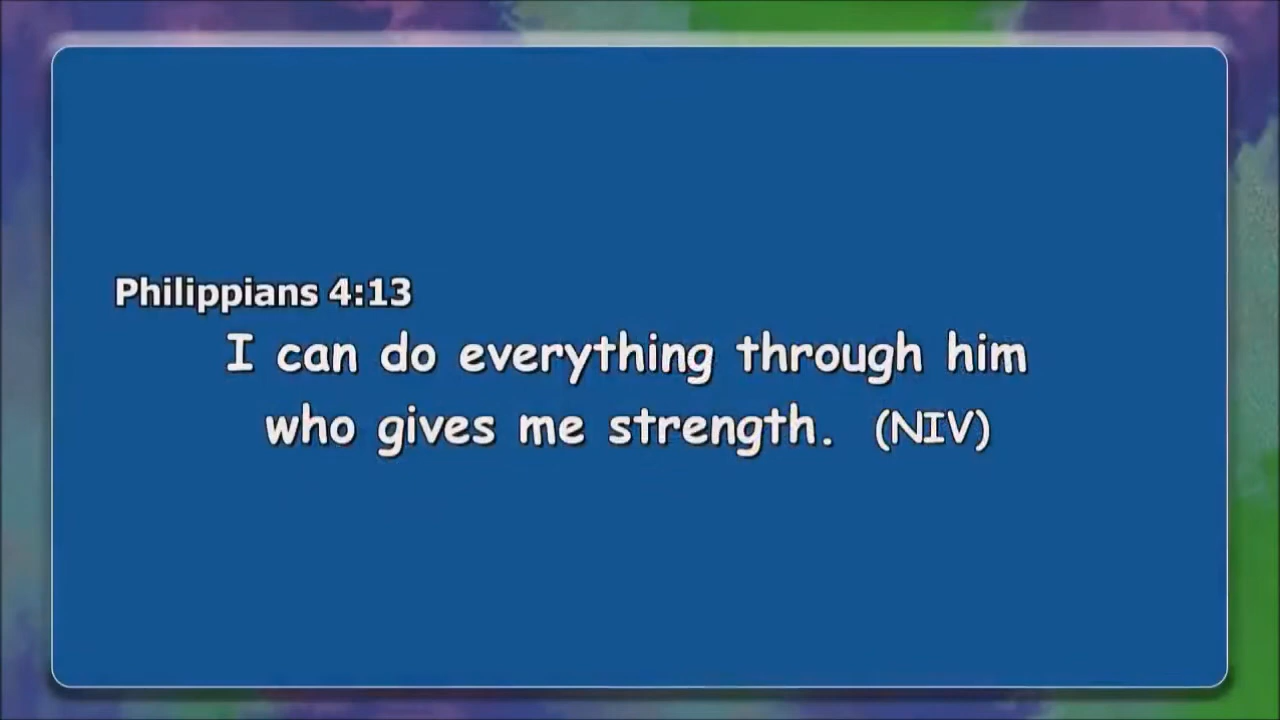 Philippians 4:13
I can do everything through him
who gives me strength. (NIV)